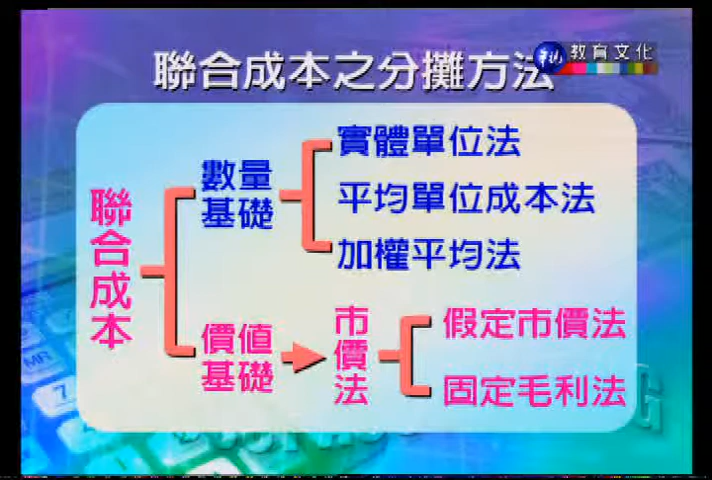 聯合成本之分攤方法
教育文化
聯合成本
數量
基礎
實體單位法
平均單位成本法
加權平均法
價值
基礎
市價法
假定市價法
固定毛利法
MR
7